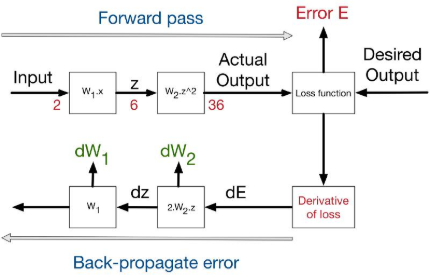 Forward pass
Error E
Input
z
Actual
Output
Desired
Output
W₁.x
W₂.z^2
Loss function
2
6
36
dW₁
dW₂
dz
dE
W₁
2.W₂.z
Derivative
of loss
Back-propagate error